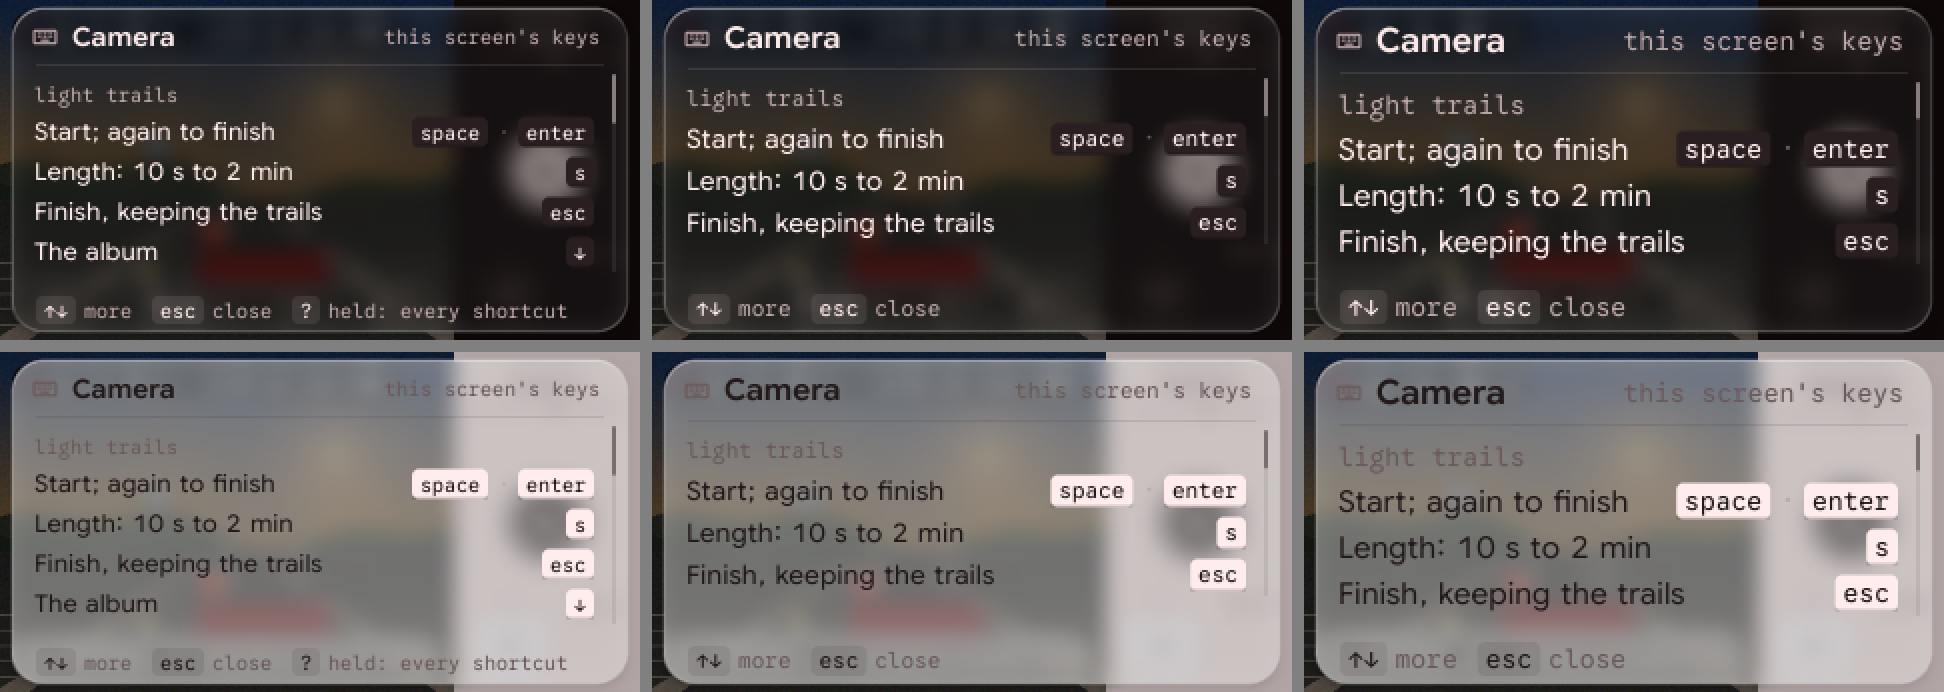 Camera this screen's keys
light trails
Start; again to finish space · enter
Length: 10 s to 2 min s
Finish, keeping the trails esc
The album ↓
↑↓ more esc close ? held: every shortcut
Camera this screen's keys
light trails
Start; again to finish space · enter
Length: 10 s to 2 min s
Finish, keeping the trails esc
↑↓ more esc close
Camera this screen's keys
light trails
Start; again to finish space · enter
Length: 10 s to 2 min s
Finish, keeping the trails esc
↑↓ more esc close
Camera this screen's keys
light trails
Start; again to finish space · enter
Length: 10 s to 2 min s
Finish, keeping the trails esc
The album ↓
↑↓ more esc close ? held: every shortcut
Camera this screen's keys
light trails
Start; again to finish space · enter
Length: 10 s to 2 min s
Finish, keeping the trails esc
↑↓ more esc close
Camera this screen's keys
light trails
Start; again to finish space · enter
Length: 10 s to 2 min s
Finish, keeping the trails esc
↑↓ more esc close